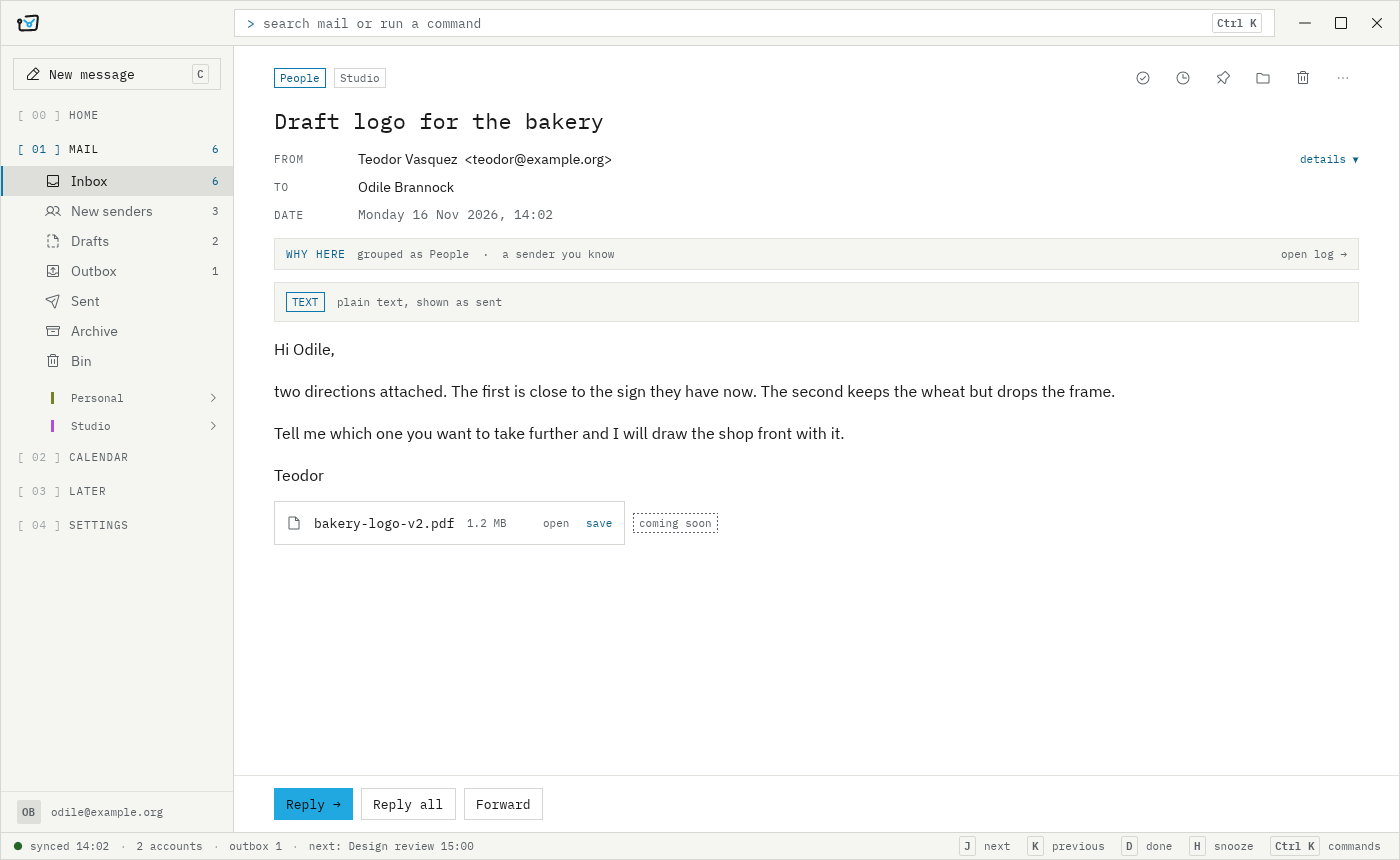 > search mail or run a command Ctrl K
New message C
[ 00 ] HOME
[ 01 ] MAIL 6
Inbox 6
New senders 3
Drafts 2
Outbox 1
Sent
Archive
Bin
Personal
Studio
[ 02 ] CALENDAR
[ 03 ] LATER
[ 04 ] SETTINGS
OB odile@example.org
People Studio
Draft logo for the bakery
FROM Teodor Vasquez <teodor@example.org> details ▾
TO Odile Brannock
DATE Monday 16 Nov 2026, 14:02
WHY HERE grouped as People · a sender you know open log →
TEXT plain text, shown as sent
Hi Odile,
two directions attached. The first is close to the sign they have now. The second keeps the wheat but drops the frame.
Tell me which one you want to take further and I will draw the shop front with it.
Teodor
bakery-logo-v2.pdf 1.2 MB open save coming soon
Reply → Reply all Forward
synced 14:02 · 2 accounts · outbox 1 · next: Design review 15:00 J next K previous D done H snooze Ctrl K commands